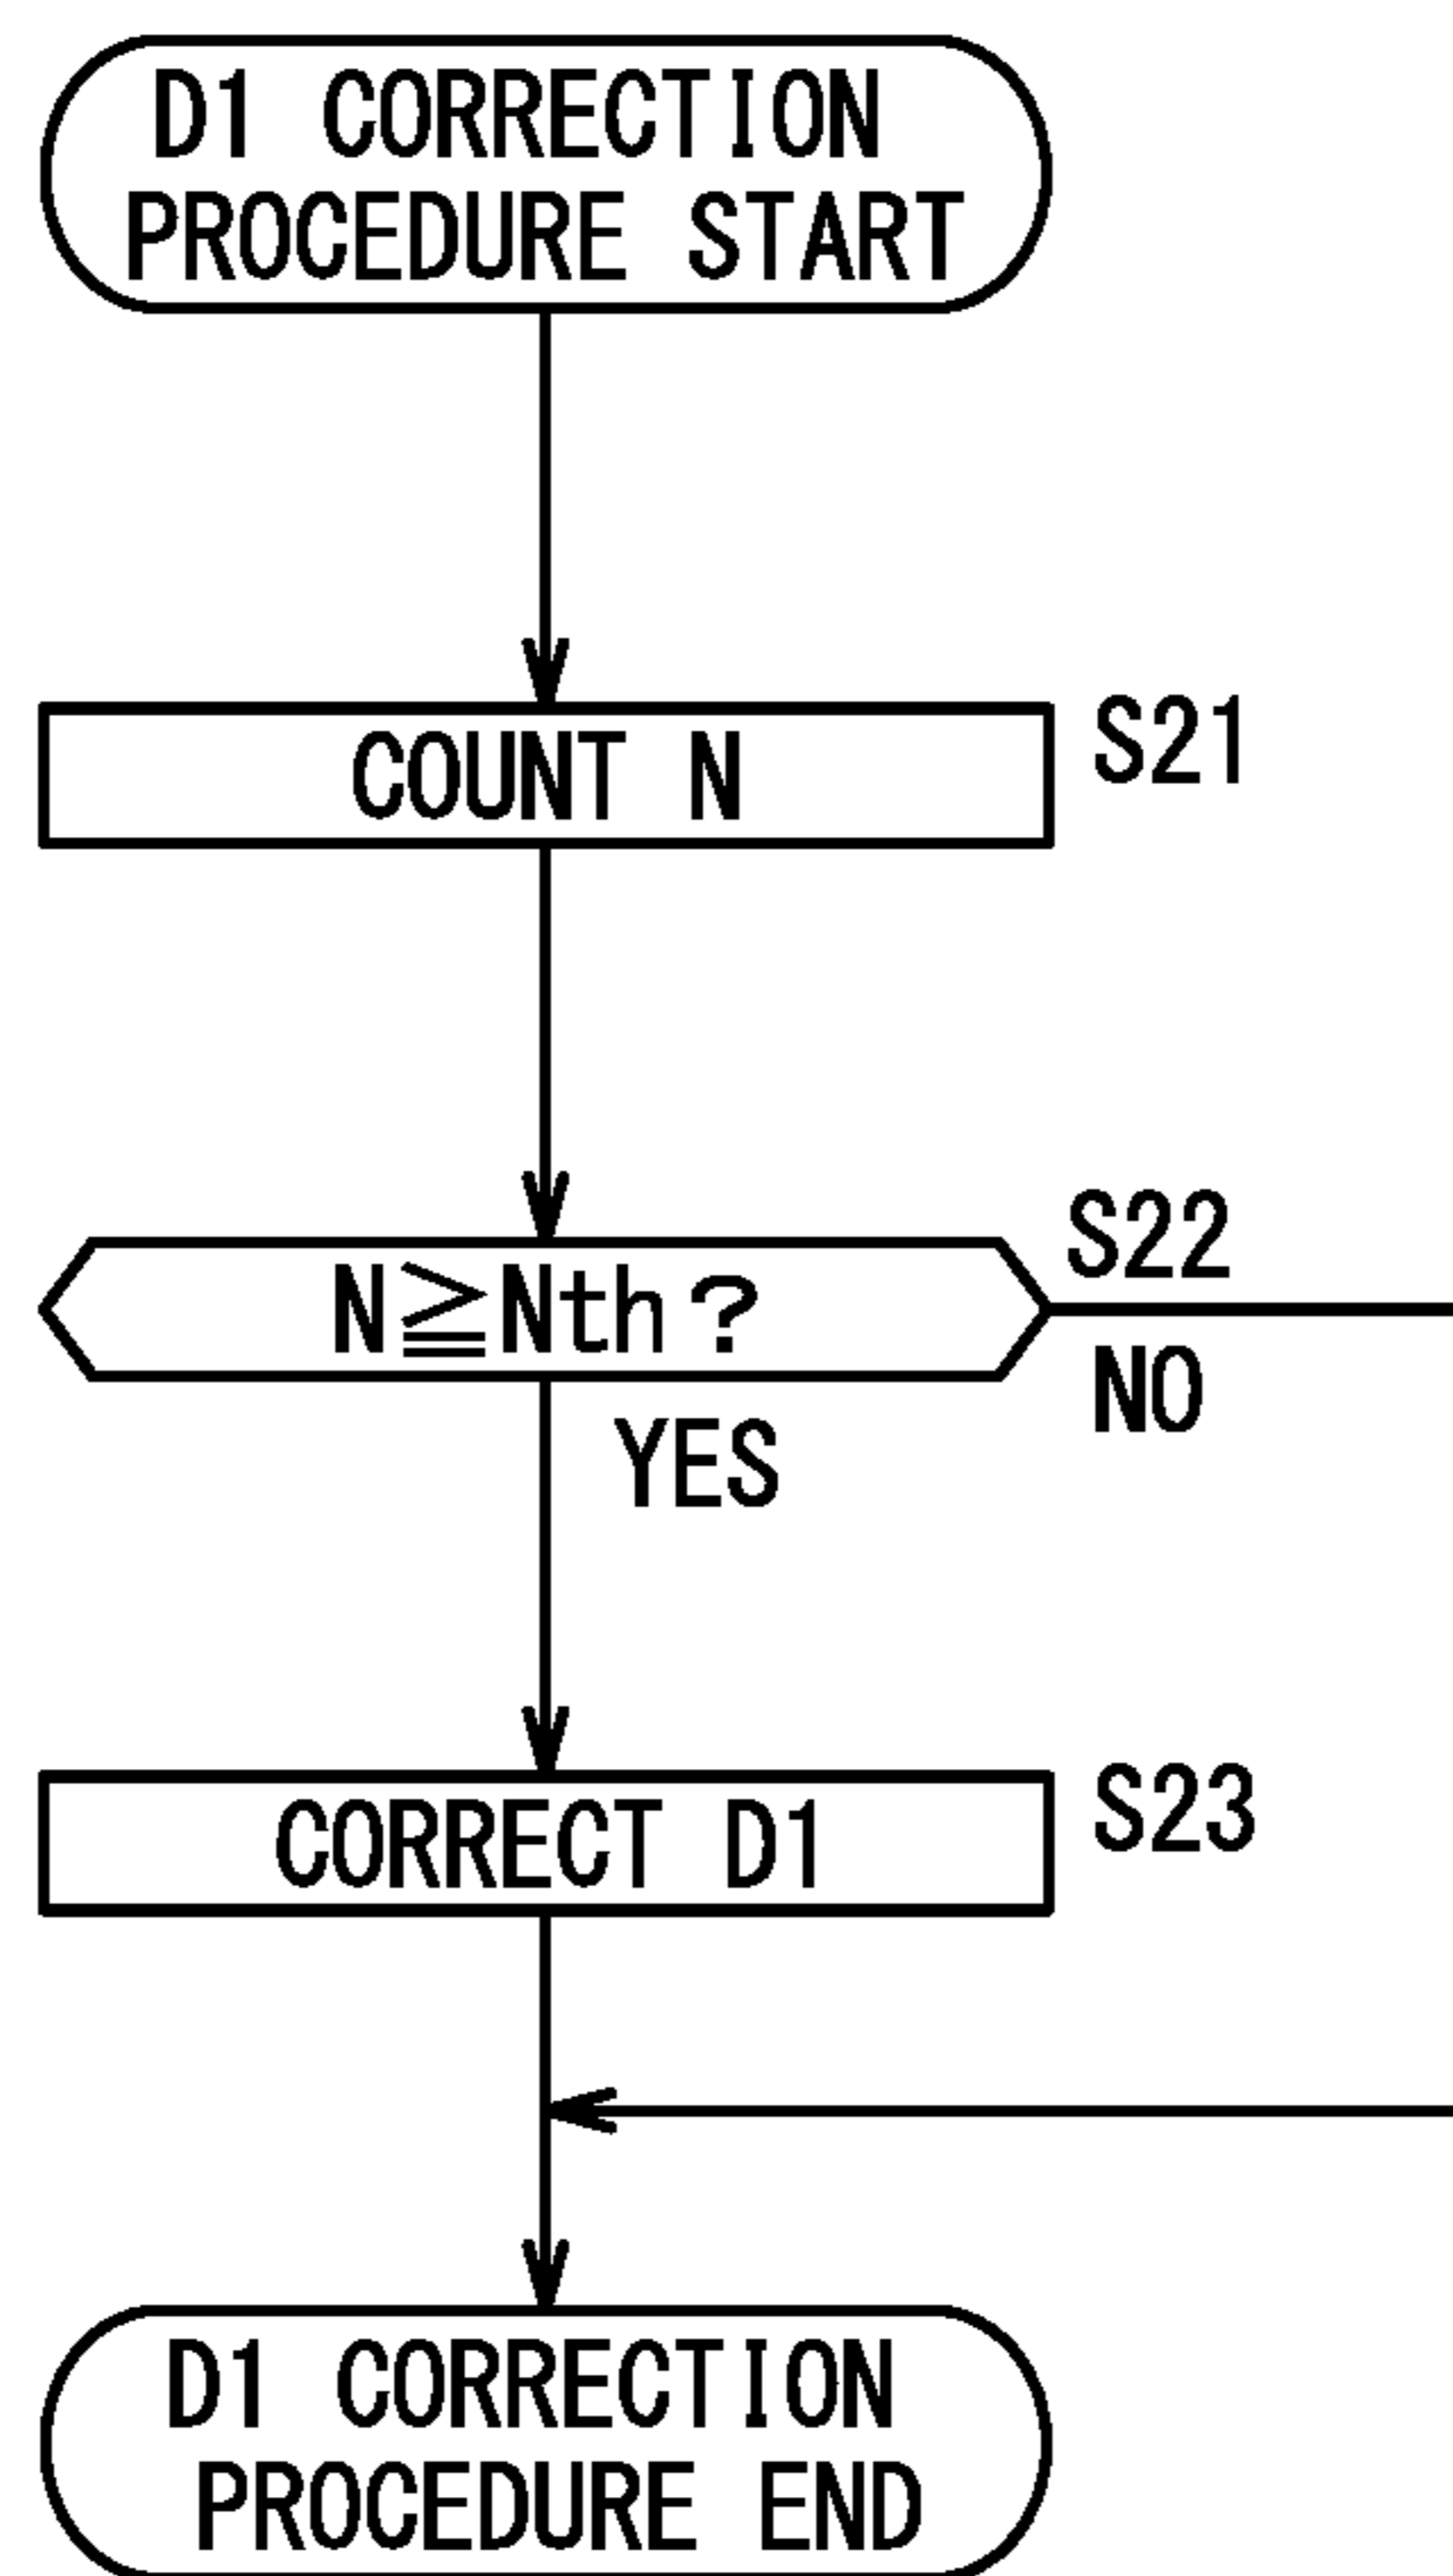 D1 CORRECTION
PROCEDURE START
COUNT N
S21
S22
N≧Nth?
NO
YES
CORRECT D1
S23
D1 CORRECTION
PROCEDURE END